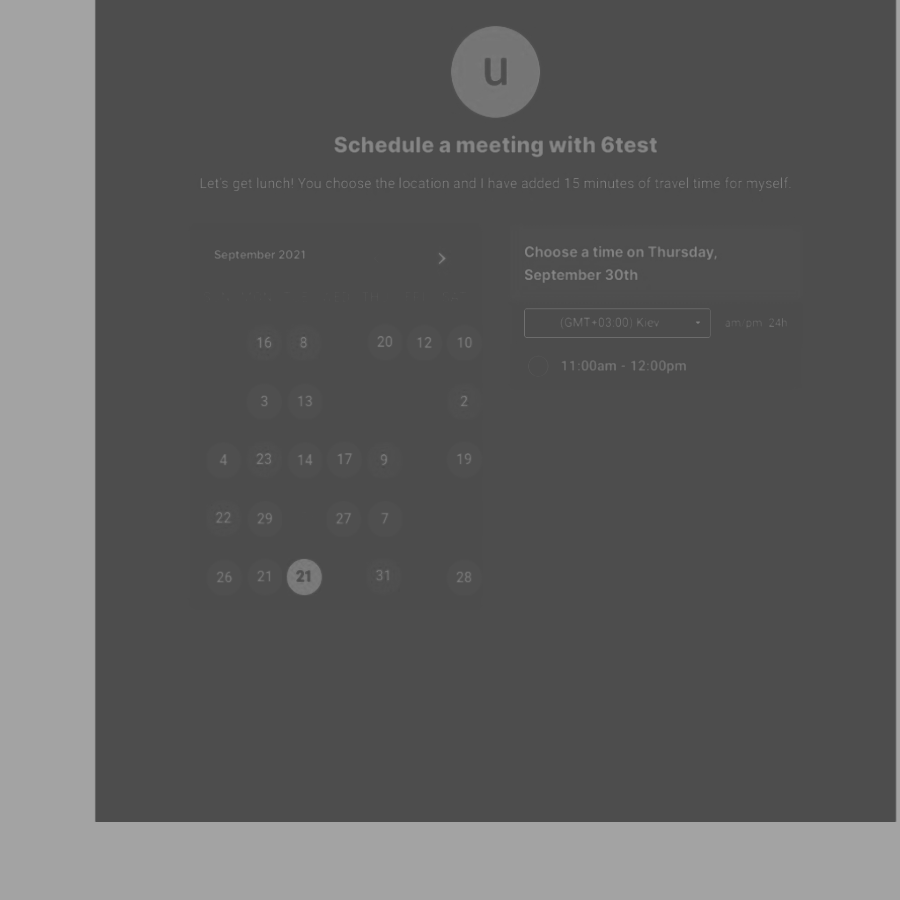 u
Schedule a meeting with 6test
Let's get lunch! You choose the location and I have added 15 minutes of travel time for myself.
September 2021
Choose a time on Thursday,
September 30th
(GMT+03:00) Kiev
am/pm 24h
16 8 20 12 10
11:00am - 12:00pm
3 13 2
4 23 14 17 9 19
22 29 27 7
26 21 21 31 28